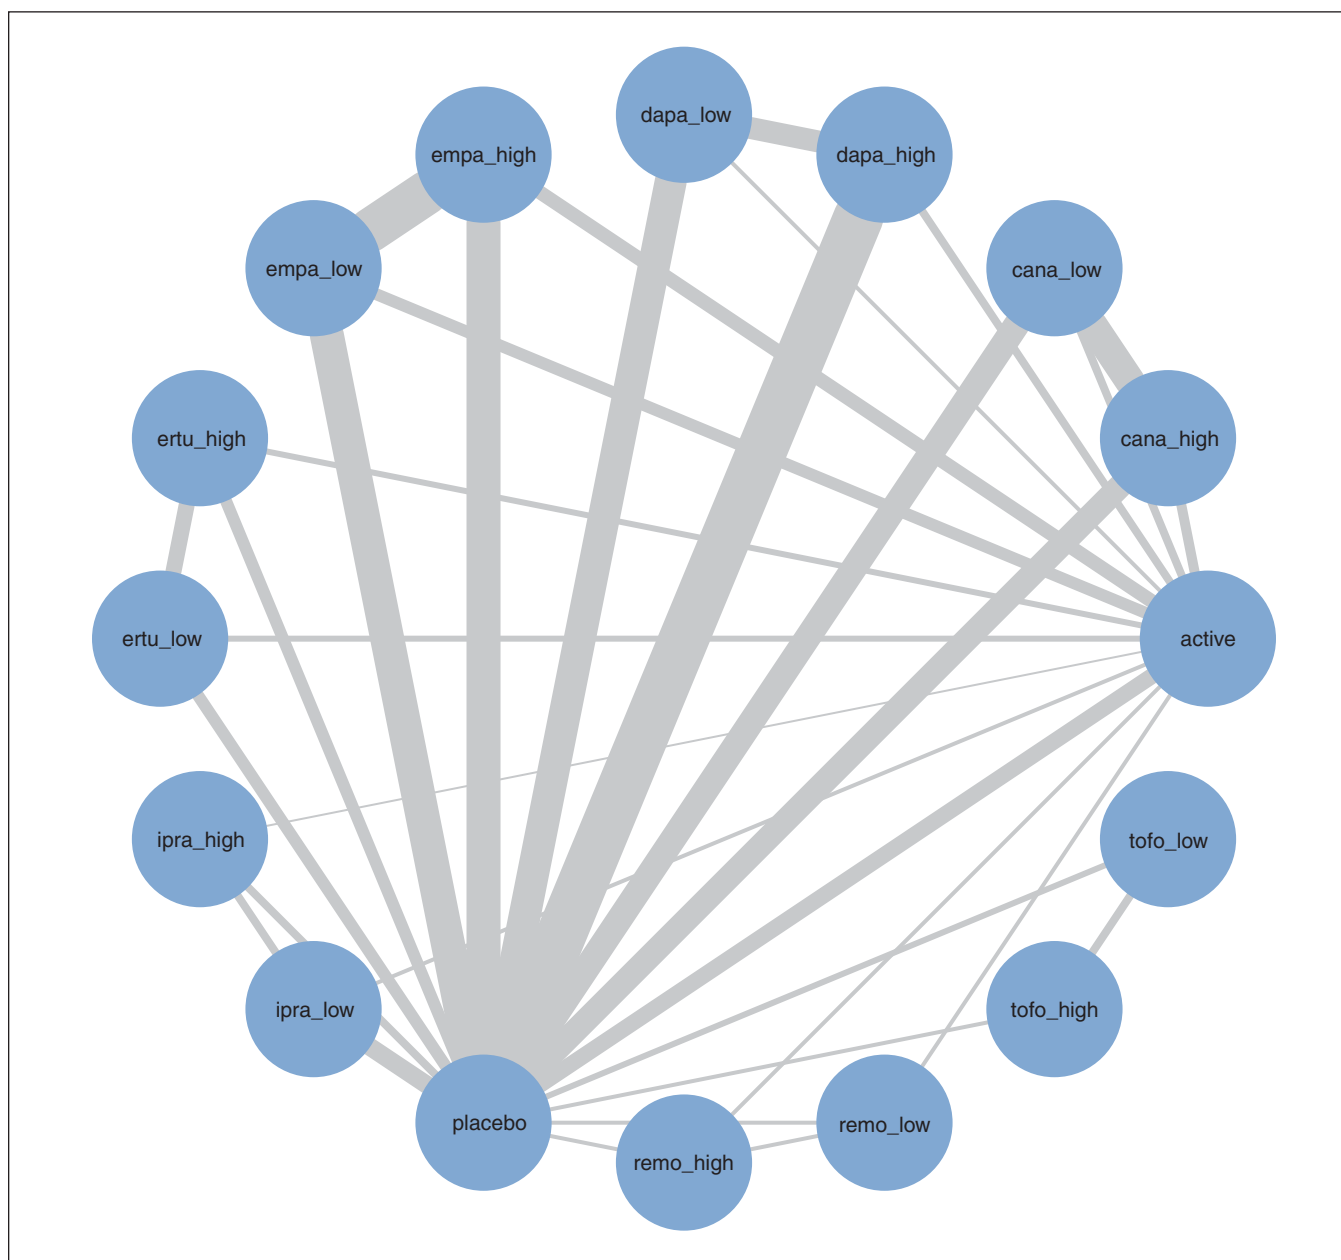 dapa_low
empa_high
dapa_high
empa_low
cana_low
ertu_high
cana_high
ertu_low
active
ipra_high
tofo_low
ipra_low
tofo_high
placebo
remo_low
remo_high